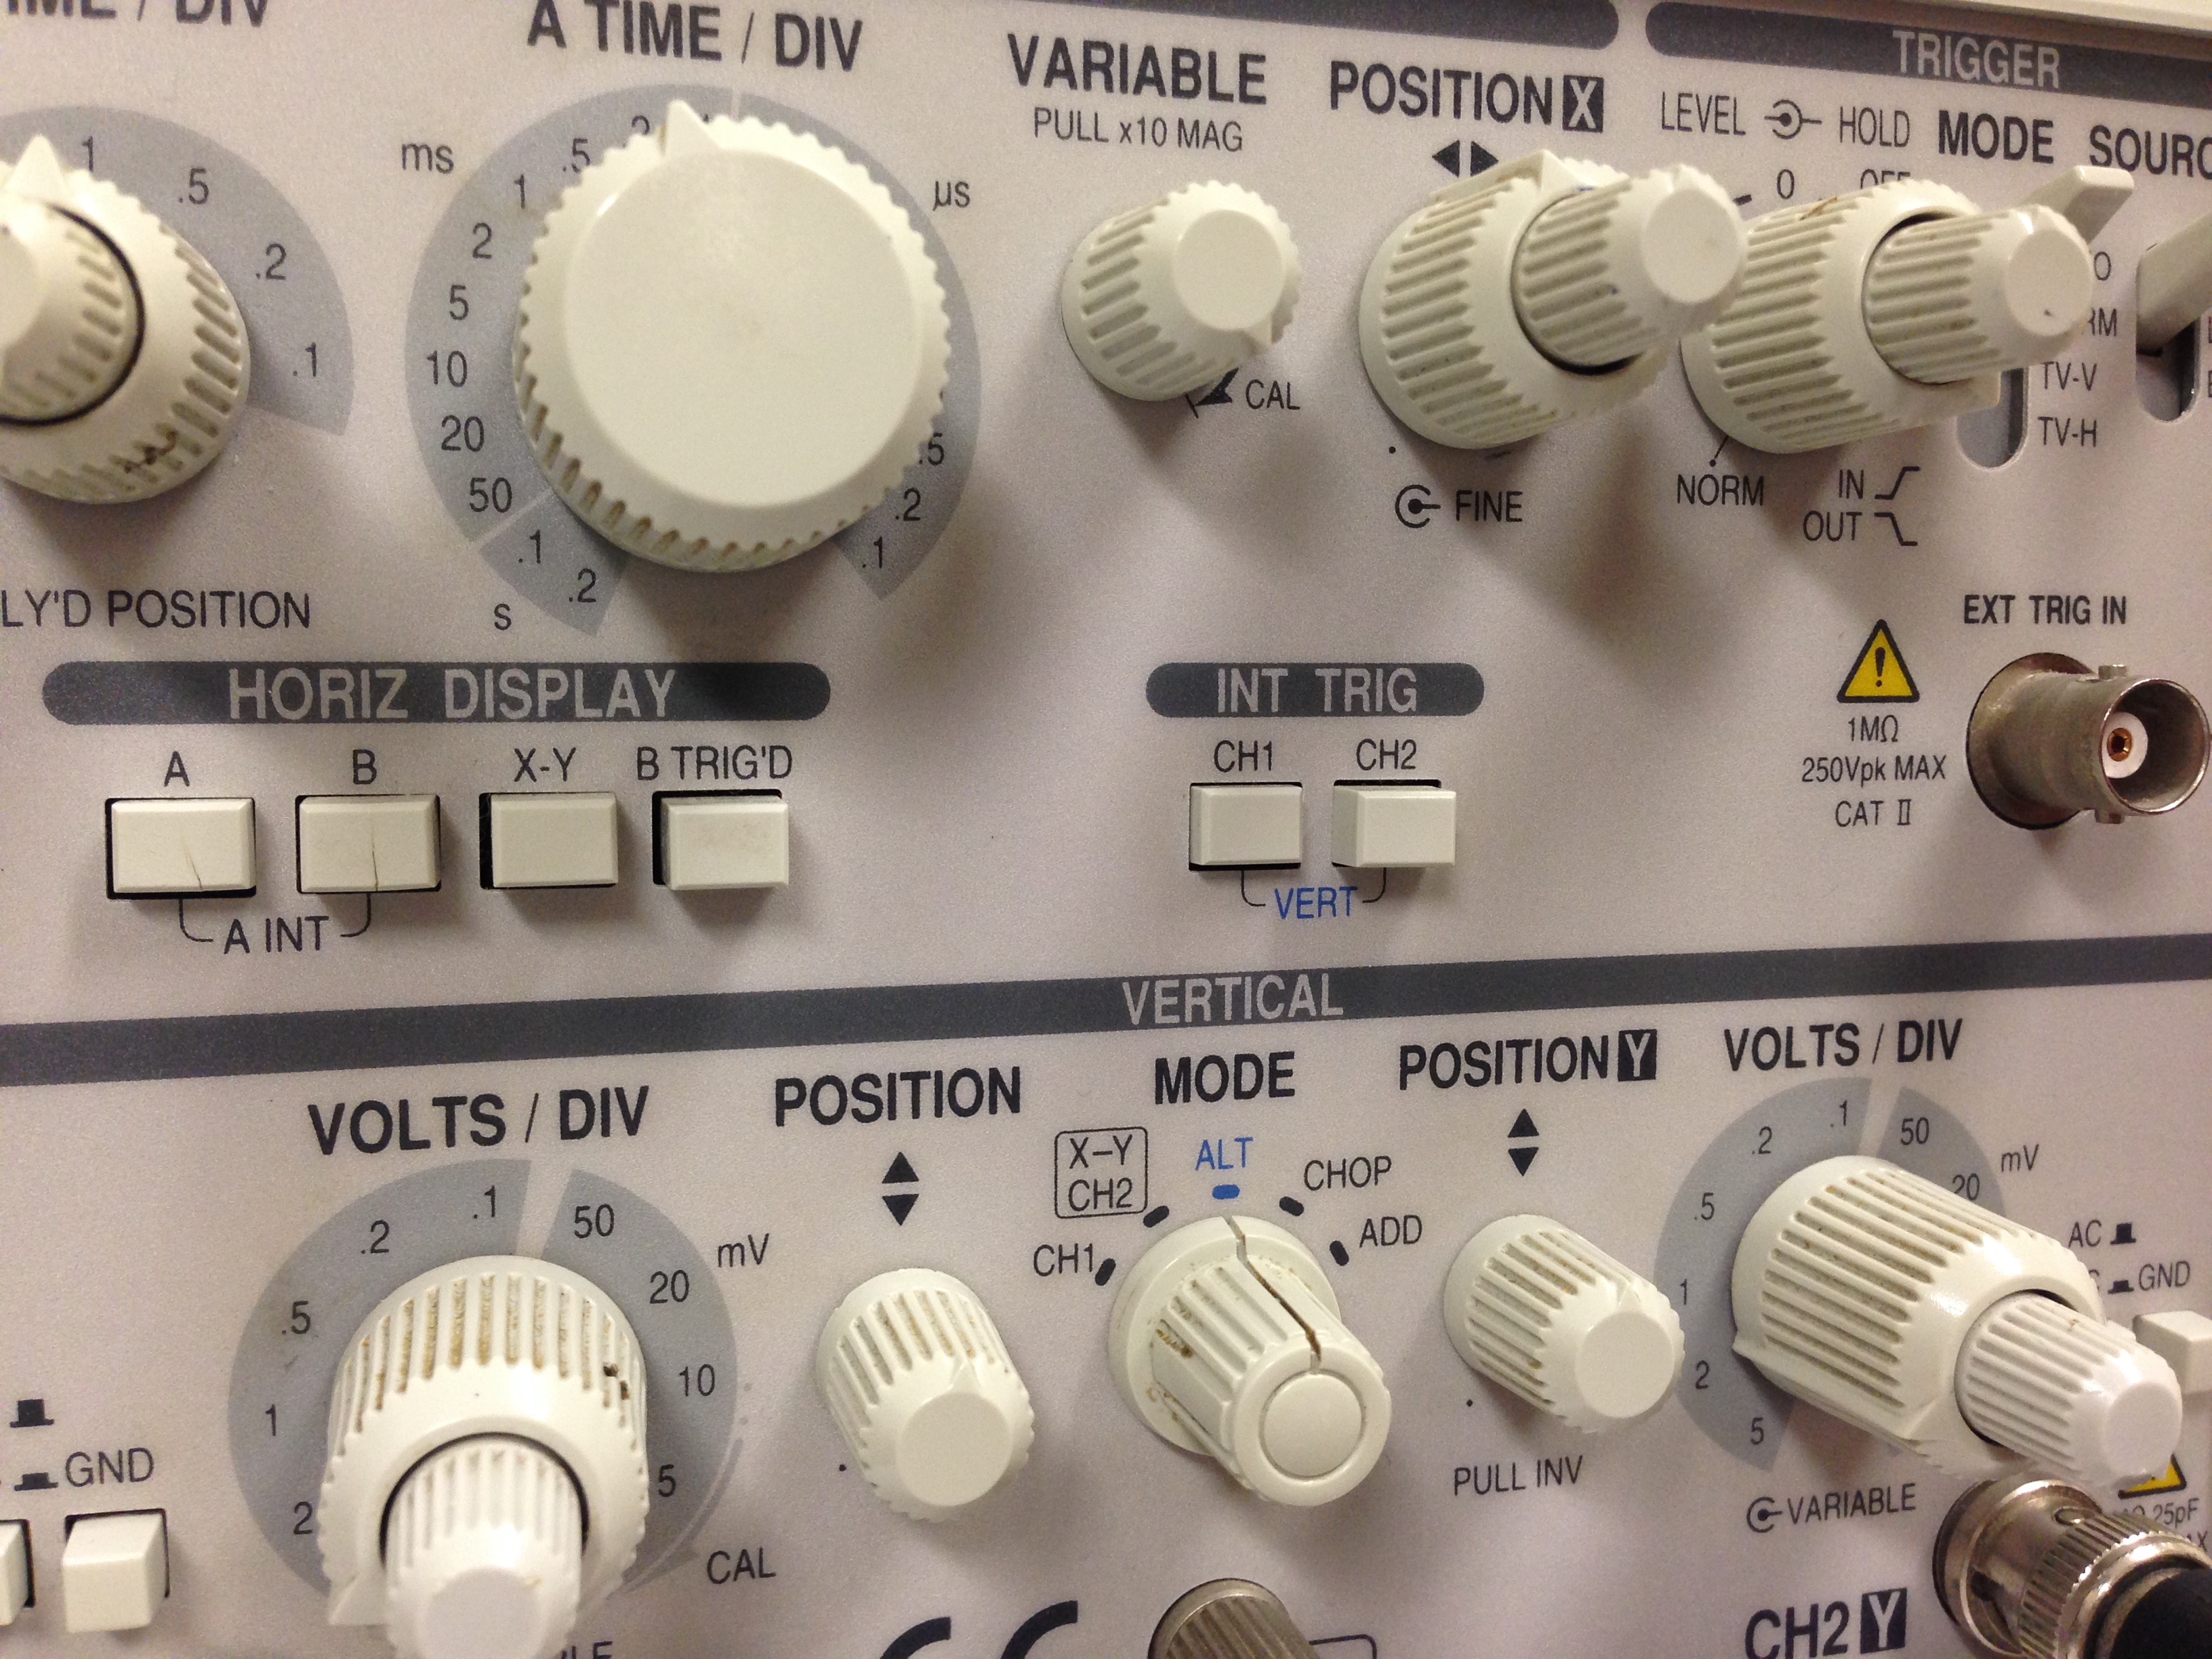 A TIME / DIV
VARIABLE
PULL x10 MAG
POSITION X
TRIGGER
LEVEL HOLD
MODE
0
ms
µs
.5
1
2
5
10
20
50
.1
.2
s
.5
.2
.1
1
.5
.2
.1
CAL
FINE
NORM
IN
OUT
TV-V
TV-H
POSITION
HORIZ DISPLAY
A
B
X-Y
B TRIG'D
A INT
INT TRIG
CH1
CH2
VERT
EXT TRIG IN
1MΩ
250Vpk MAX
CAT II
VERTICAL
VOLTS / DIV
.1
.2
.5
1
2
50
20
10
5
mV
CAL
GND
POSITION
MODE
X-Y
CH2
ALT
CHOP
CH1
ADD
POSITION Y
PULL INV
VOLTS / DIV
.1
.2
.5
1
2
5
50
20
mV
AC
GND
VARIABLE
25pF
CH2 Y
CE